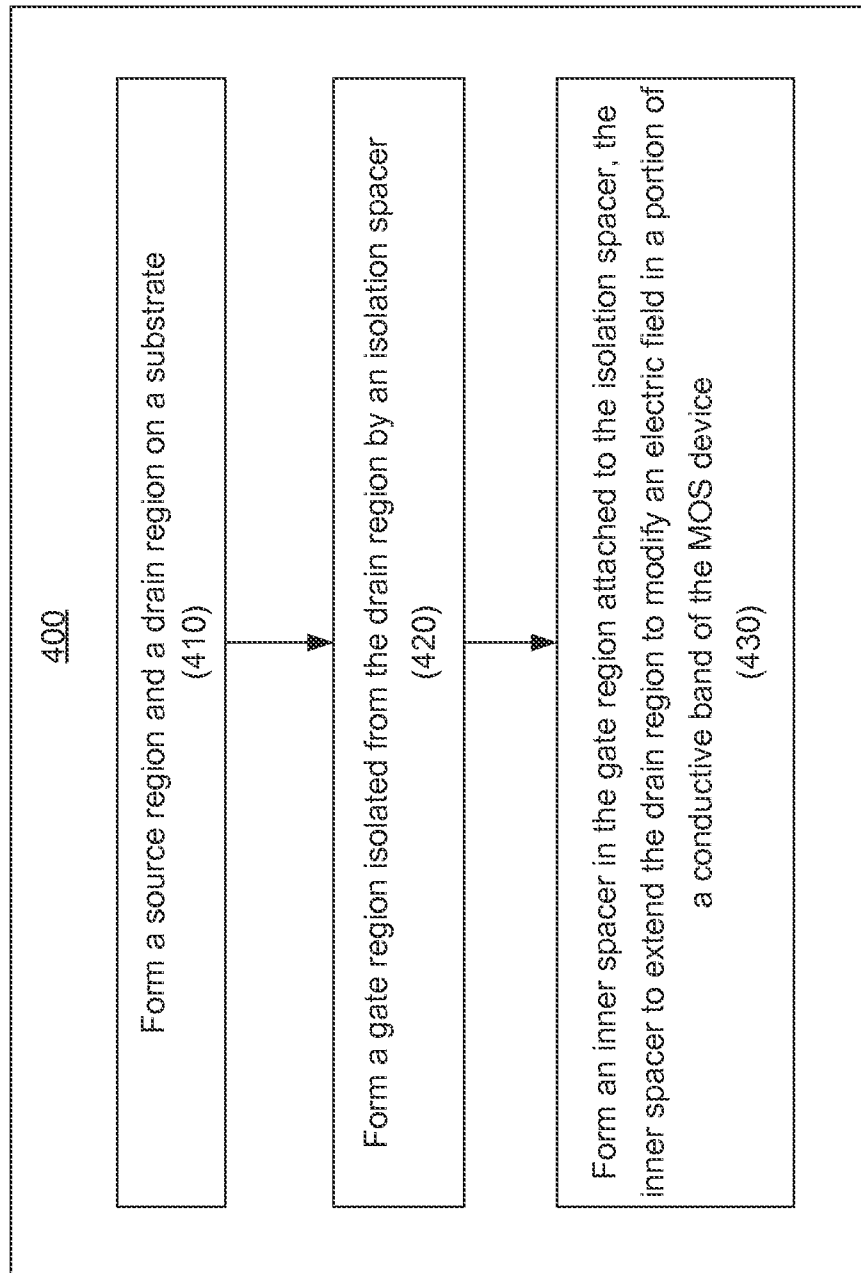 400
Form a source region and a drain region on a substrate
(410)
Form a gate region isolated from the drain region by an isolation spacer
(420)
Form an inner spacer in the gate region attached to the isolation spacer, the
inner spacer to extend the drain region to modify an electric field in a portion of
a conductive band of the MOS device
(430)